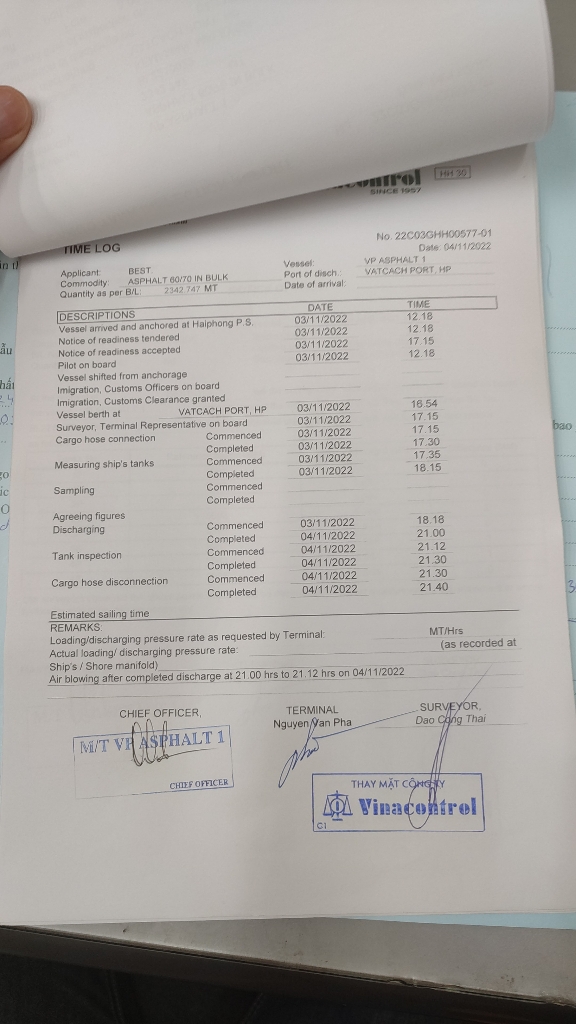 control
HH 30
SINCE 1957
No. 22C03GHH00577-01
TIME LOG
Date: 04/11/2022
Applicant: BEST Vessel: VP ASPHALT 1
Commodity: ASPHALT 60/70 IN BULK Port of disch.: VATCACH PORT, HP
Quantity as per B/L: 2342.747 MT Date of arrival:
DESCRIPTIONS DATE TIME
Vessel arrived and anchored at Haiphong P.S. 03/11/2022 12.18
Notice of readiness tendered 03/11/2022 12.18
Notice of readiness accepted 03/11/2022 17.15
Pilot on board 03/11/2022 12.18
Vessel shifted from anchorage
Imigration, Customs Officers on board
Imigration, Customs Clearance granted
Vessel berth at VATCACH PORT, HP 03/11/2022 16.54
Surveyor, Terminal Representative on board 03/11/2022 17.15
Cargo hose connection Commenced 03/11/2022 17.15
Completed 03/11/2022 17.30
Measuring ship's tanks Commenced 03/11/2022 17.35
Completed 03/11/2022 18.15
Sampling Commenced
Completed
Agreeing figures
Discharging Commenced 03/11/2022 18.18
Completed 04/11/2022 21.00
Tank inspection Commenced 04/11/2022 21.12
Completed 04/11/2022 21.30
Cargo hose disconnection Commenced 04/11/2022 21.30
Completed 04/11/2022 21.40
Estimated sailing time
REMARKS:
Loading/discharging pressure rate as requested by Terminal: MT/Hrs
Actual loading/ discharging pressure rate: (as recorded at
Ship's / Shore manifold)
Air blowing after completed discharge at 21.00 hrs to 21.12 hrs on 04/11/2022
CHIEF OFFICER, TERMINAL SURVEYOR,
Nguyen Van Pha Dao Cong Thai
M/T VP ASPHALT 1
CHIEF OFFICER
THAY MẶT CÔNG TY
Vinacontrol
C1
bao